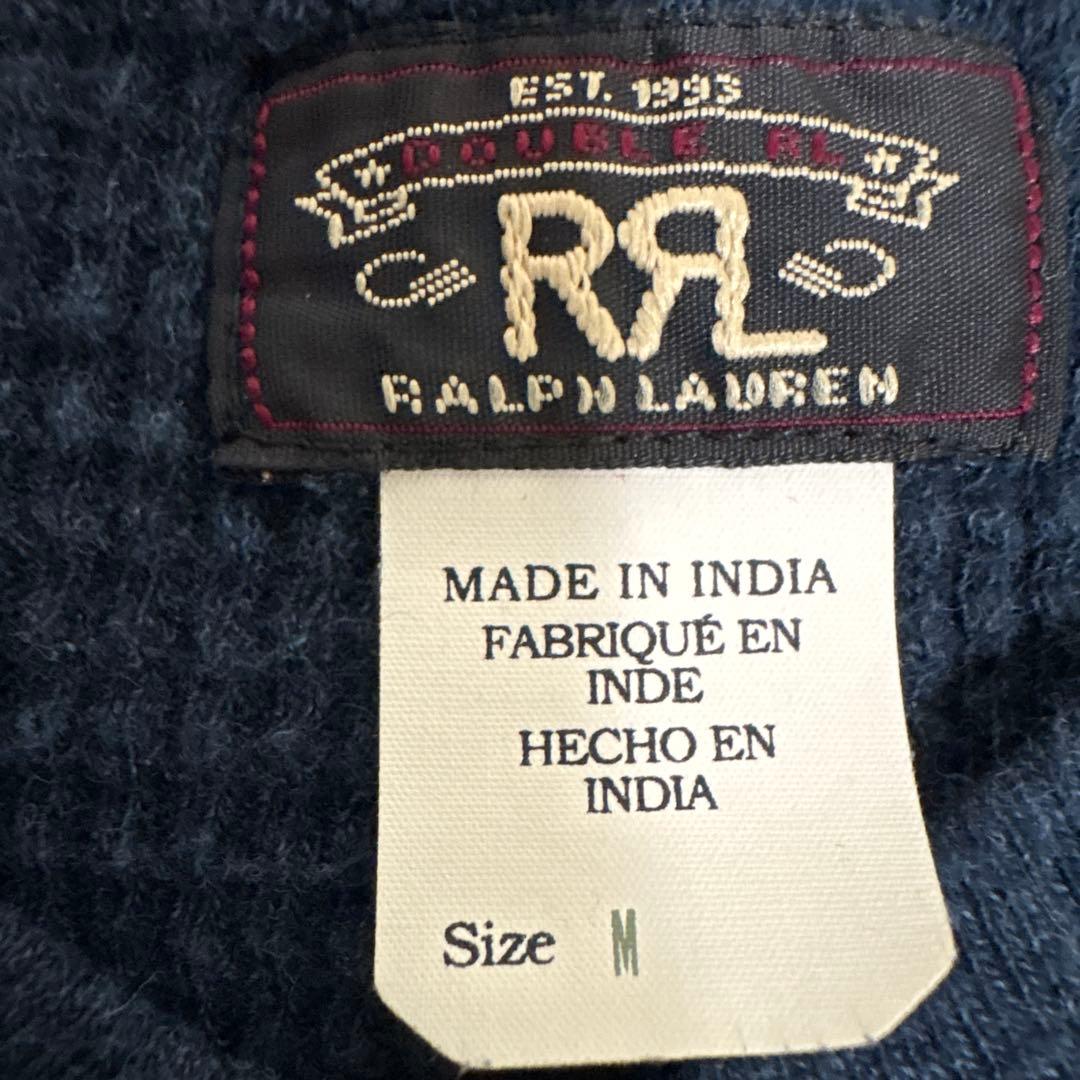 EST. 1993
DOUBLE RL
RRL
RALPH LAUREN
MADE IN INDIA
FABRIQUÉ EN
INDE
HECHO EN
INDIA
Size M